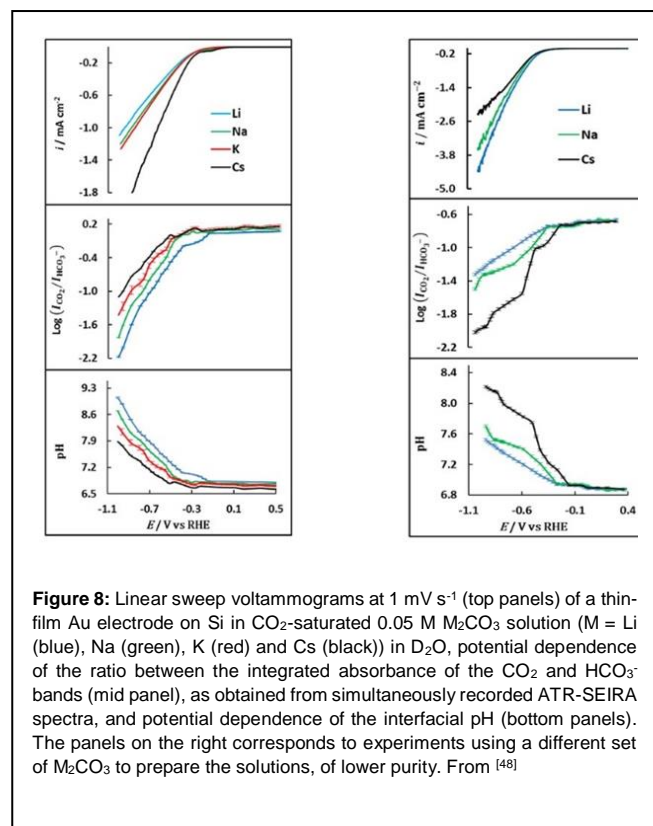 -0.2
-0.6
-1.0
-1.4
-1.8
i / mA cm⁻²
Li
Na
K
Cs
0.2
-0.4
-1.0
-1.6
-2.2
Log (I_CO₂/I_HCO₃⁻)
9.3
8.6
7.9
7.2
6.5
pH
-1.1 -0.7 -0.3 0.1 0.5
E / V vs RHE
-0.2
-1.4
-2.6
-3.8
-5.0
i / mA cm⁻²
Li
Na
Cs
-0.6
-1.0
-1.4
-1.8
-2.2
Log (I_CO₂/I_HCO₃⁻)
8.4
8.0
7.6
7.2
6.8
pH
-1.1 -0.6 -0.1 0.4
E / V vs RHE
Figure 8: Linear sweep voltammograms at 1 mV s⁻¹ (top panels) of a thin-
film Au electrode on Si in CO₂-saturated 0.05 M M₂CO₃ solution (M = Li
(blue), Na (green), K (red) and Cs (black)) in D₂O, potential dependence
of the ratio between the integrated absorbance of the CO₂ and HCO₃⁻
bands (mid panel), as obtained from simultaneously recorded ATR-SEIRA
spectra, and potential dependence of the interfacial pH (bottom panels).
The panels on the right corresponds to experiments using a different set
of M₂CO₃ to prepare the solutions, of lower purity. From [48]